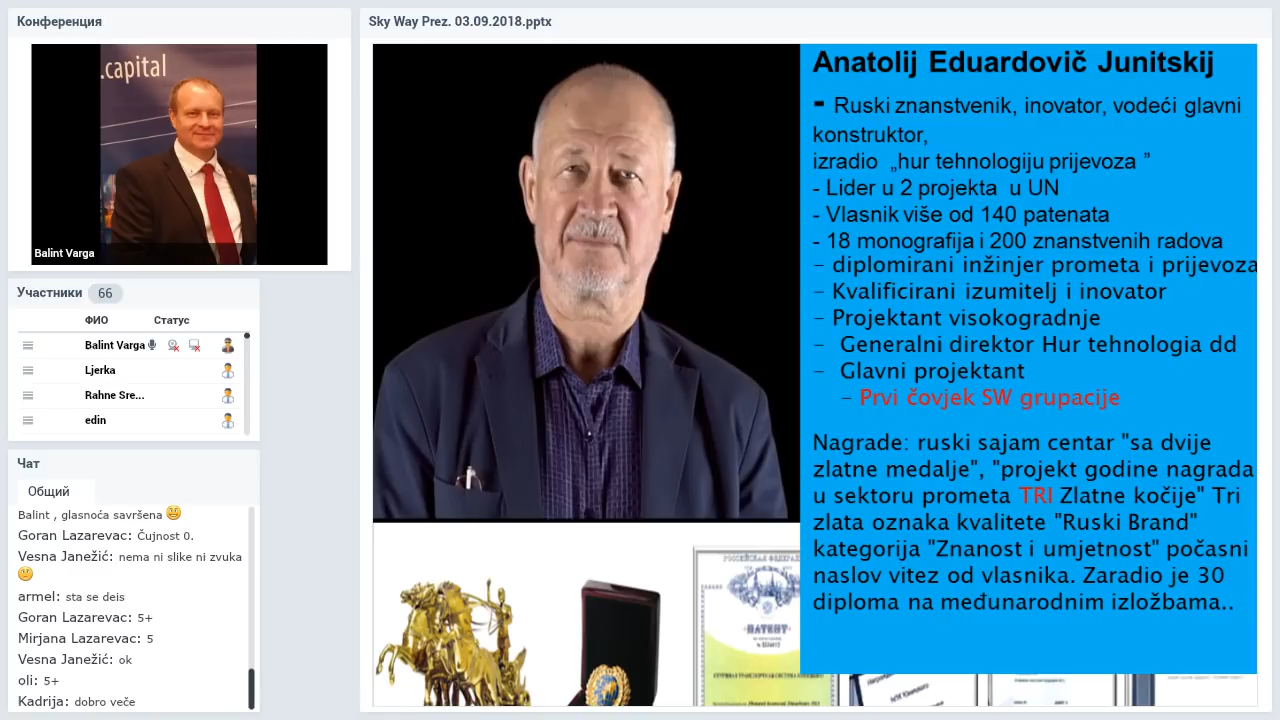 Конференция
.capital
Balint Varga
Участники 66
ФИО Статус
Balint Varga
Ljerka
Rahne Sre...
edin
Чат
Общий
Balint , glasnoća savršena
Goran Lazarevac: Čujnost 0.
Vesna Janežić: nema ni slike ni zvuka
armel: sta se deis
Goran Lazarevac: 5+
Mirjana Lazarevac: 5
Vesna Janežić: ok
oli: 5+
Kadrija: dobro veče
Sky Way Prez. 03.09.2018.pptx
Anatolij Eduardovič Junitskij
- Ruski znanstvenik, inovator, vodeći glavni
konstruktor,
izradio „hur tehnologiju prijevoza ”
- Lider u 2 projekta u UN
- Vlasnik više od 140 patenata
- 18 monografija i 200 znanstvenih radova
– diplomirani inžinjer prometa i prijevoza
– Kvalificirani izumitelj i inovator
– Projektant visokogradnje
– Generalni direktor Hur tehnologia dd
– Glavni projektant
– Prvi čovjek SW grupacije
Nagrade: ruski sajam centar "sa dvije
zlatne medalje", "projekt godine nagrada
u sektoru prometa TRI Zlatne kočije" Tri
zlata oznaka kvalitete "Ruski Brand"
kategorija "Znanost i umjetnost" počasni
naslov vitez od vlasnika. Zaradio je 30
diploma na međunarodnim izložbama..
ПАТЕНТ